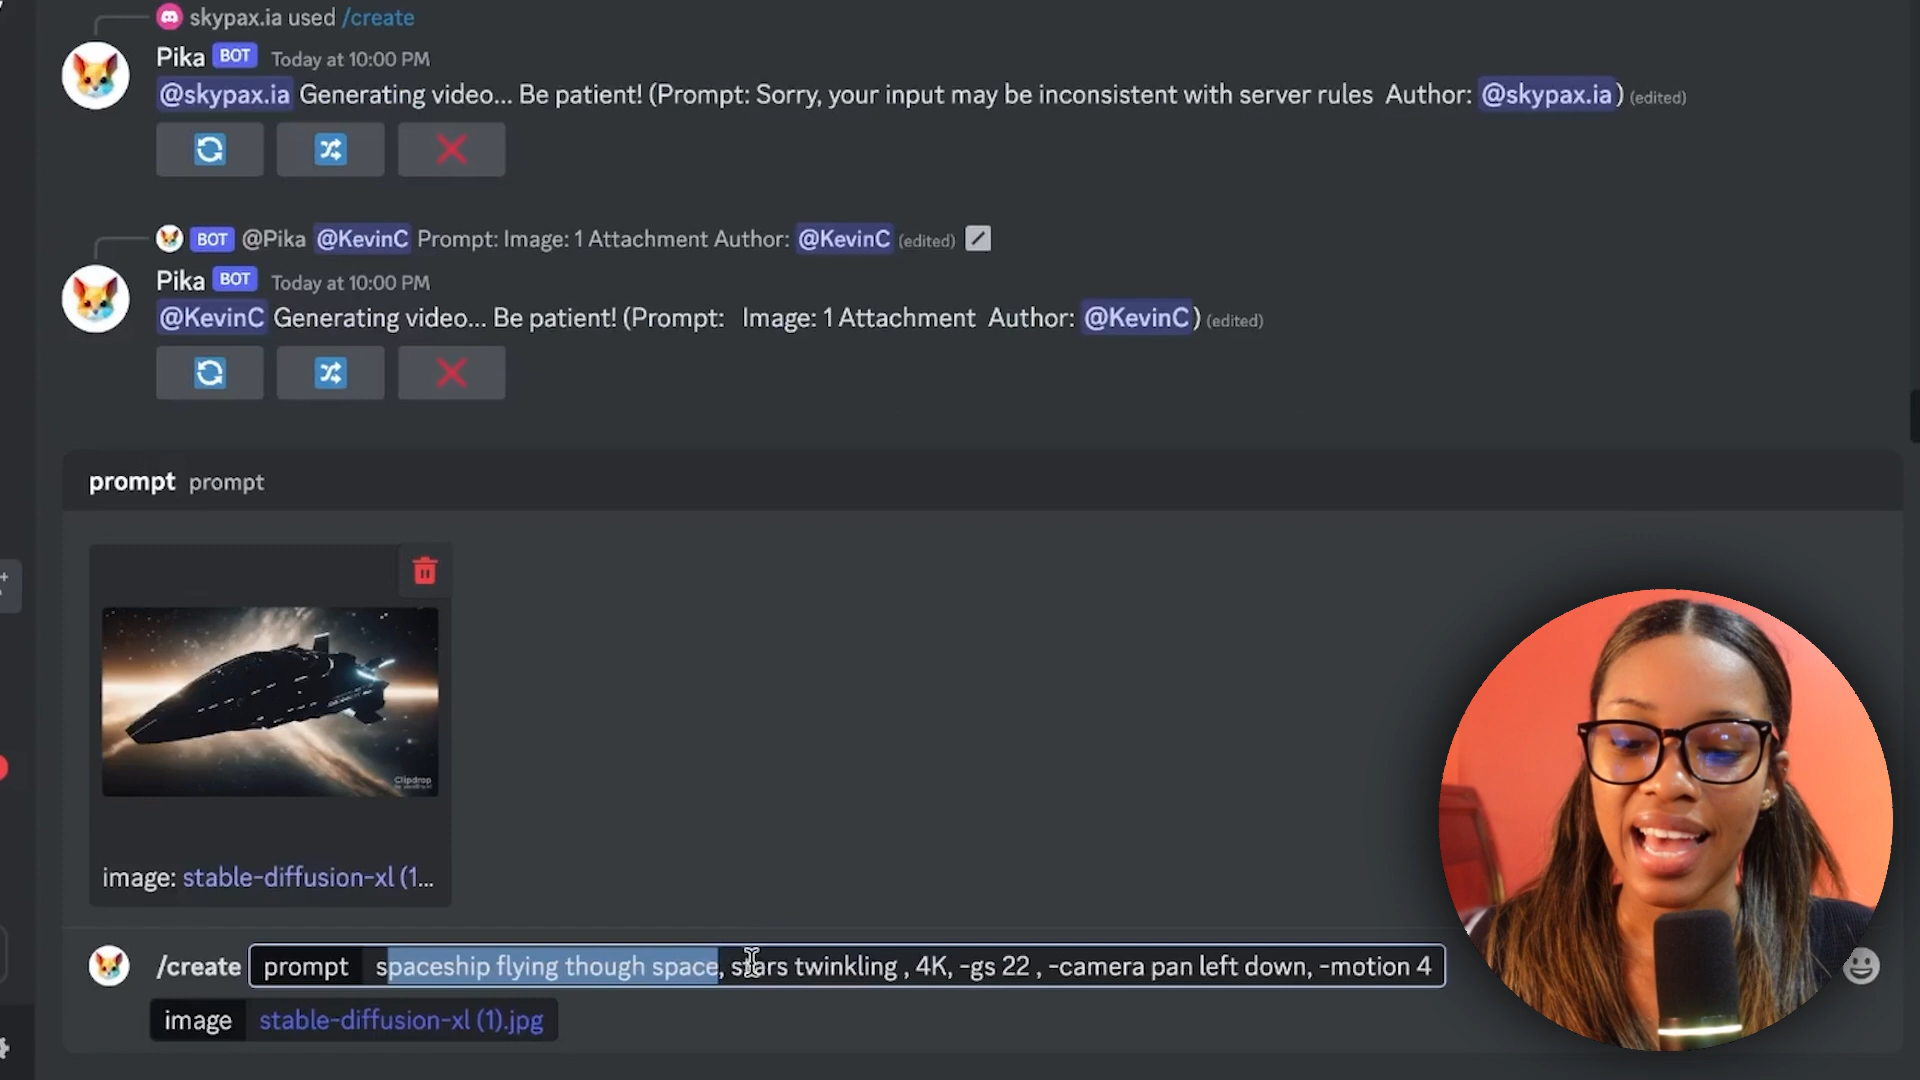 skypax.ia used /create
Pika BOT Today at 10:00 PM
@skypax.ia Generating video... Be patient! (Prompt: Sorry, your input may be inconsistent with server rules Author: @skypax.ia) (edited)
BOT @Pika @KevinC Prompt: Image: 1 Attachment Author: @KevinC (edited)
Pika BOT Today at 10:00 PM
@KevinC Generating video... Be patient! (Prompt: Image: 1 Attachment Author: @KevinC) (edited)
prompt prompt
Clipdrop
image: stable-diffusion-xl (1...
/create prompt spaceship flying though space, stars twinkling , 4K, -gs 22 , -camera pan left down, -motion 4
image stable-diffusion-xl (1).jpg